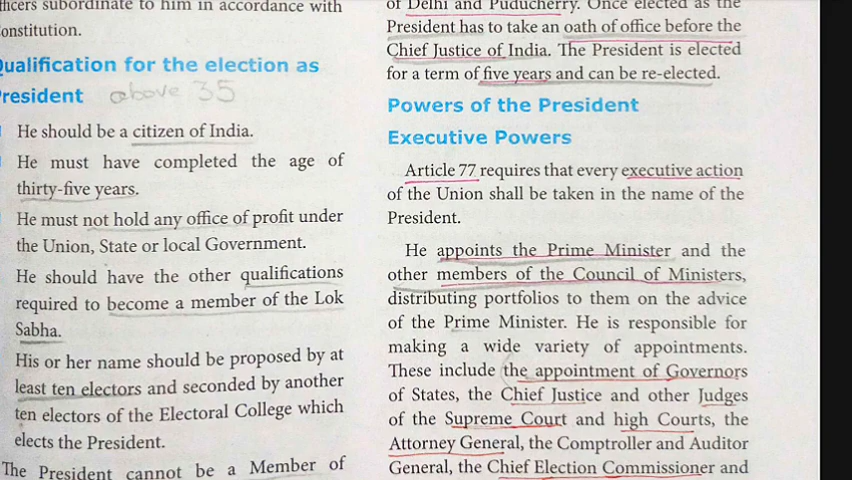 officers subordinate to him in accordance with
Constitution.
Qualification for the election as
President above 35
He should be a citizen of India.
He must have completed the age of
thirty-five years.
He must not hold any office of profit under
the Union, State or local Government.
He should have the other qualifications
required to become a member of the Lok
Sabha.
His or her name should be proposed by at
least ten electors and seconded by another
ten electors of the Electoral College which
elects the President.
The President cannot be a Member of
of Delhi and Puducherry. Once elected as the
President has to take an oath of office before the
Chief Justice of India. The President is elected
for a term of five years and can be re-elected.
Powers of the President
Executive Powers
Article 77 requires that every executive action
of the Union shall be taken in the name of the
President.
He appoints the Prime Minister and the
other members of the Council of Ministers,
distributing portfolios to them on the advice
of the Prime Minister. He is responsible for
making a wide variety of appointments.
These include the appointment of Governors
of States, the Chief Justice and other Judges
of the Supreme Court and high Courts, the
Attorney General, the Comptroller and Auditor
General, the Chief Election Commissioner and